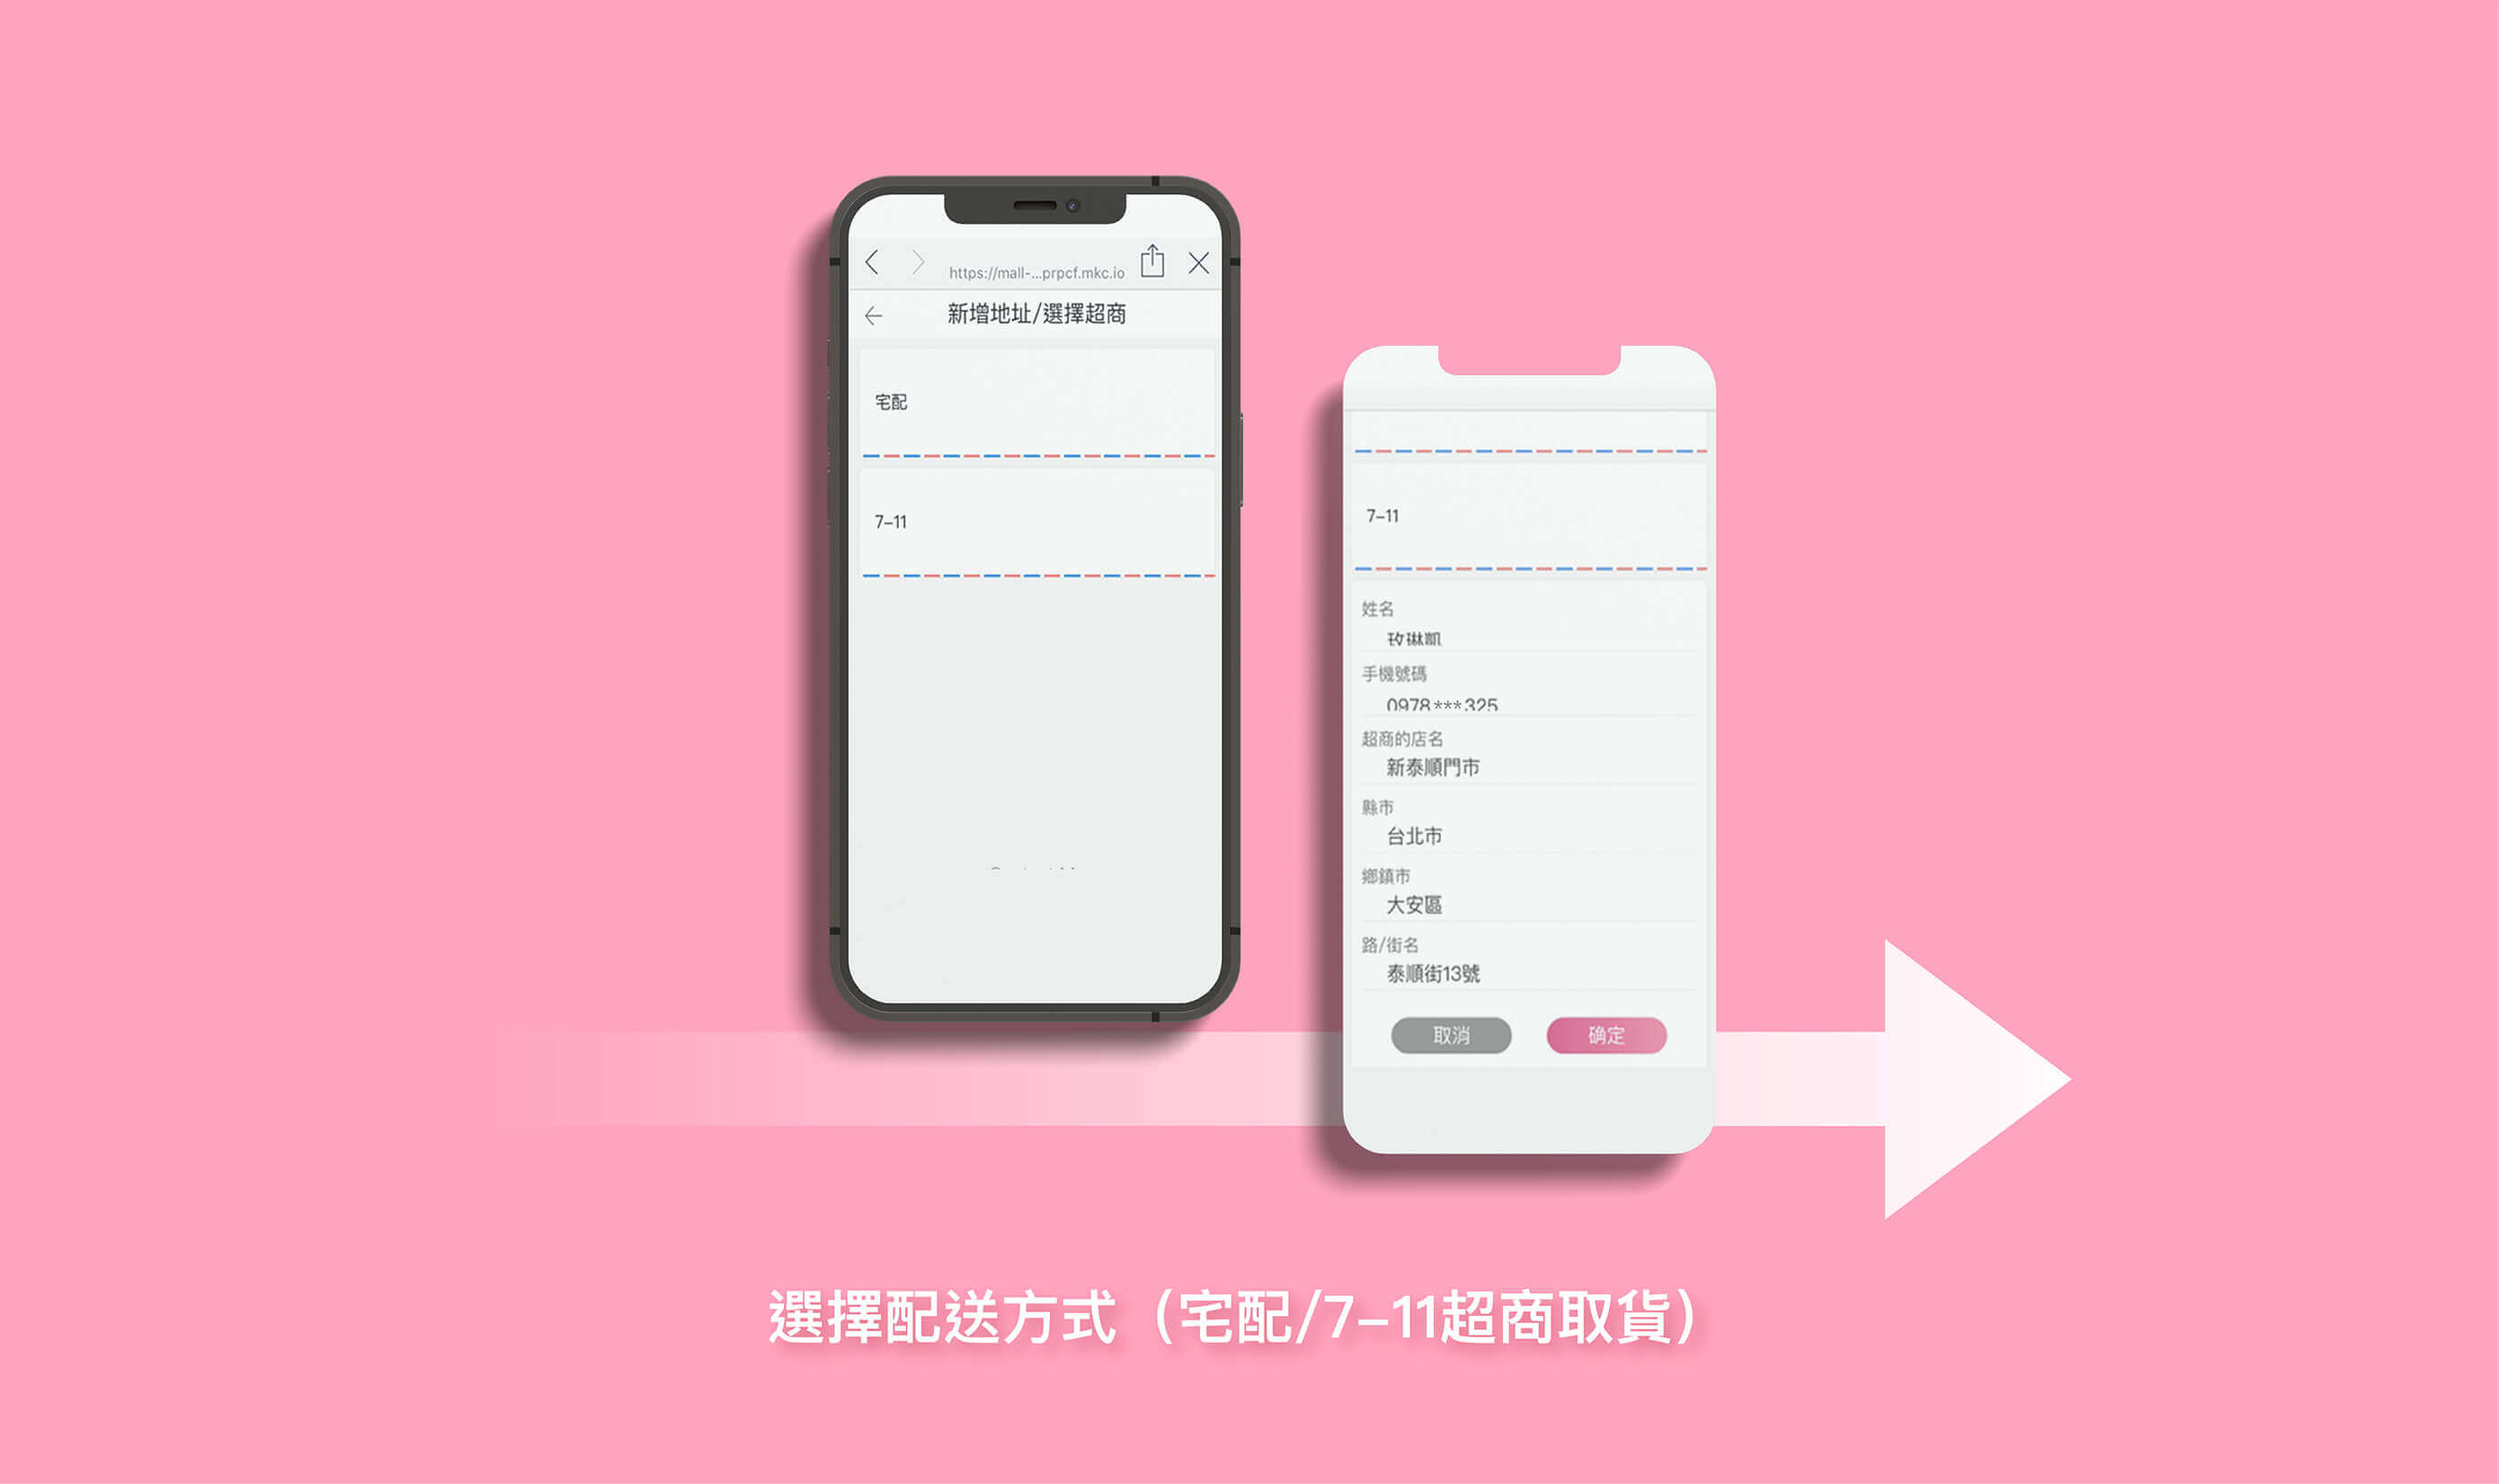 https://mall-...prpcf.mkc.io
新增地址/選擇超商
宅配
7-11
7-11
姓名
玫琳凱
手機號碼
0978***325
超商的店名
新泰順門市
縣市
台北市
鄉鎮市
大安區
路/街名
泰順街13號
取消
确定
選擇配送方式（宅配/7-11超商取貨）